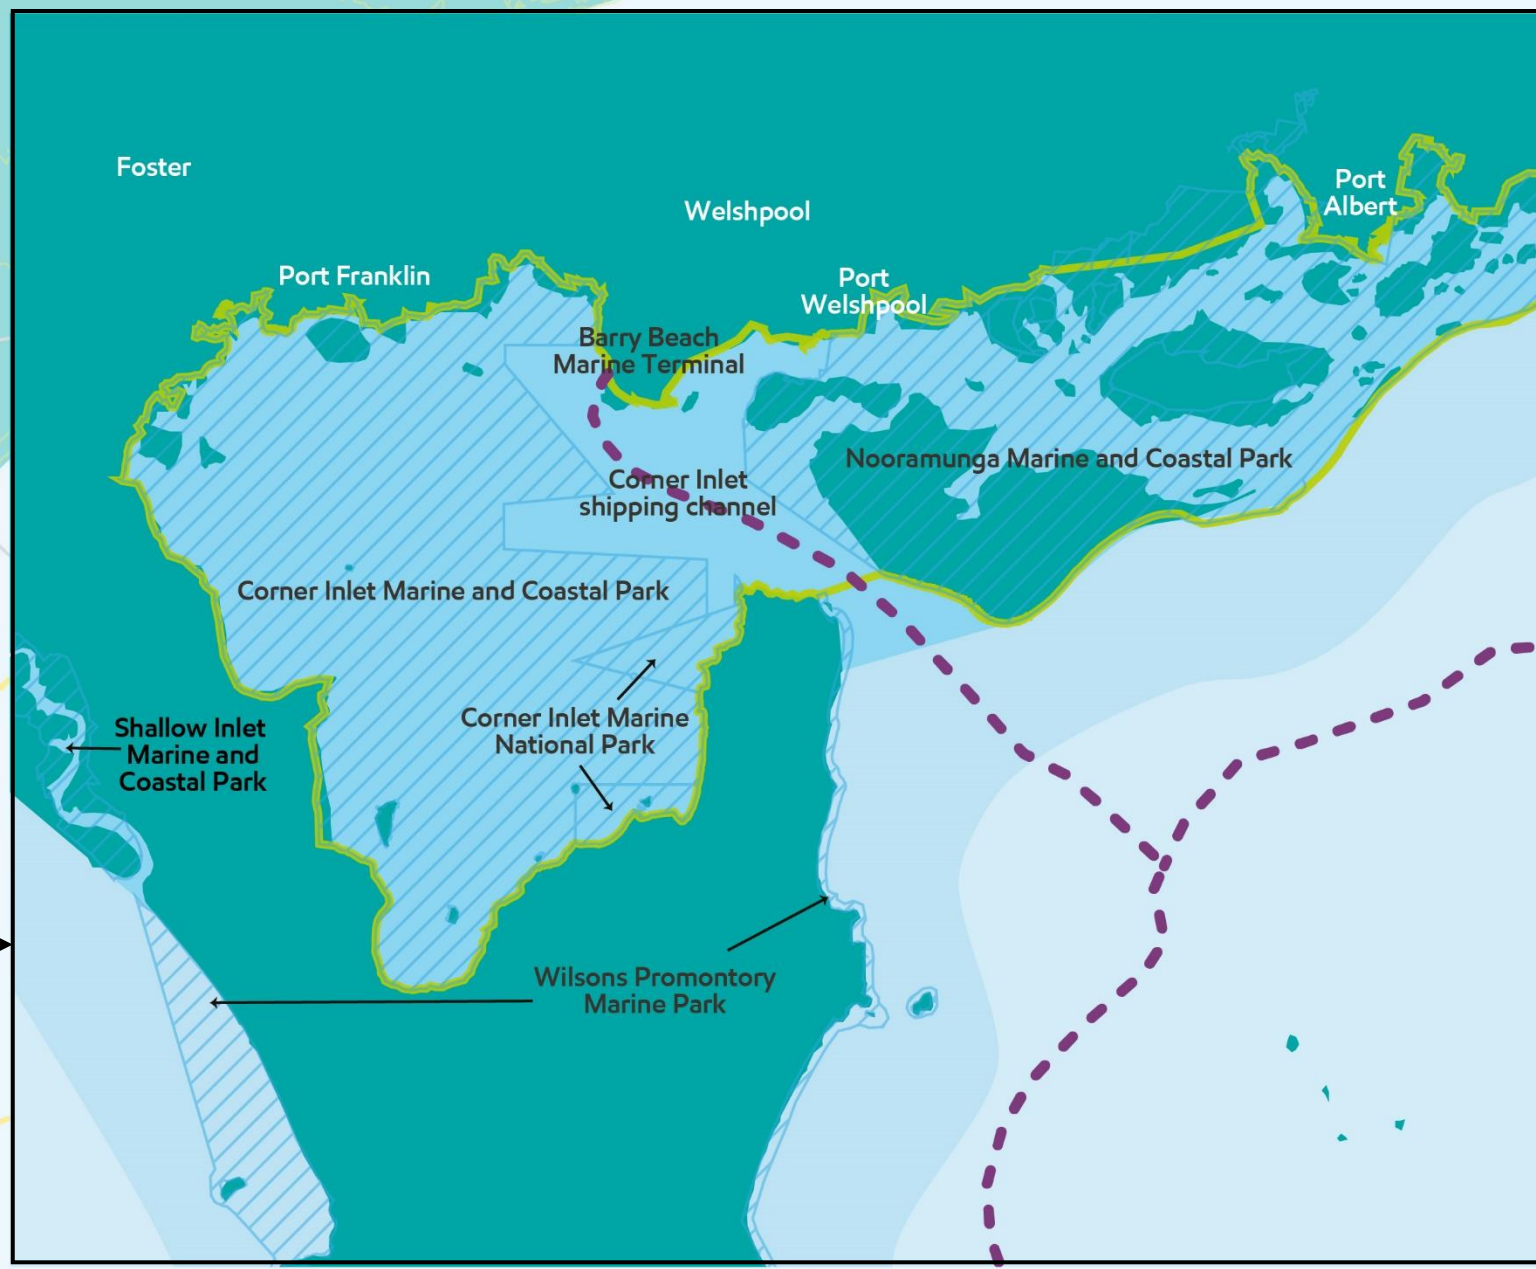 Foster
Port
Albert
Welshpool
Port Franklin
Port
Welshpool
Barry Beach
Marine Terminal
Nooramunga Marine and Coastal Park
Corner Inlet
shipping channel
Corner Inlet Marine and Coastal Park
Corner Inlet Marine
National Park
Shallow Inlet
Marine and
Coastal Park
Wilsons Promontory
Marine Park